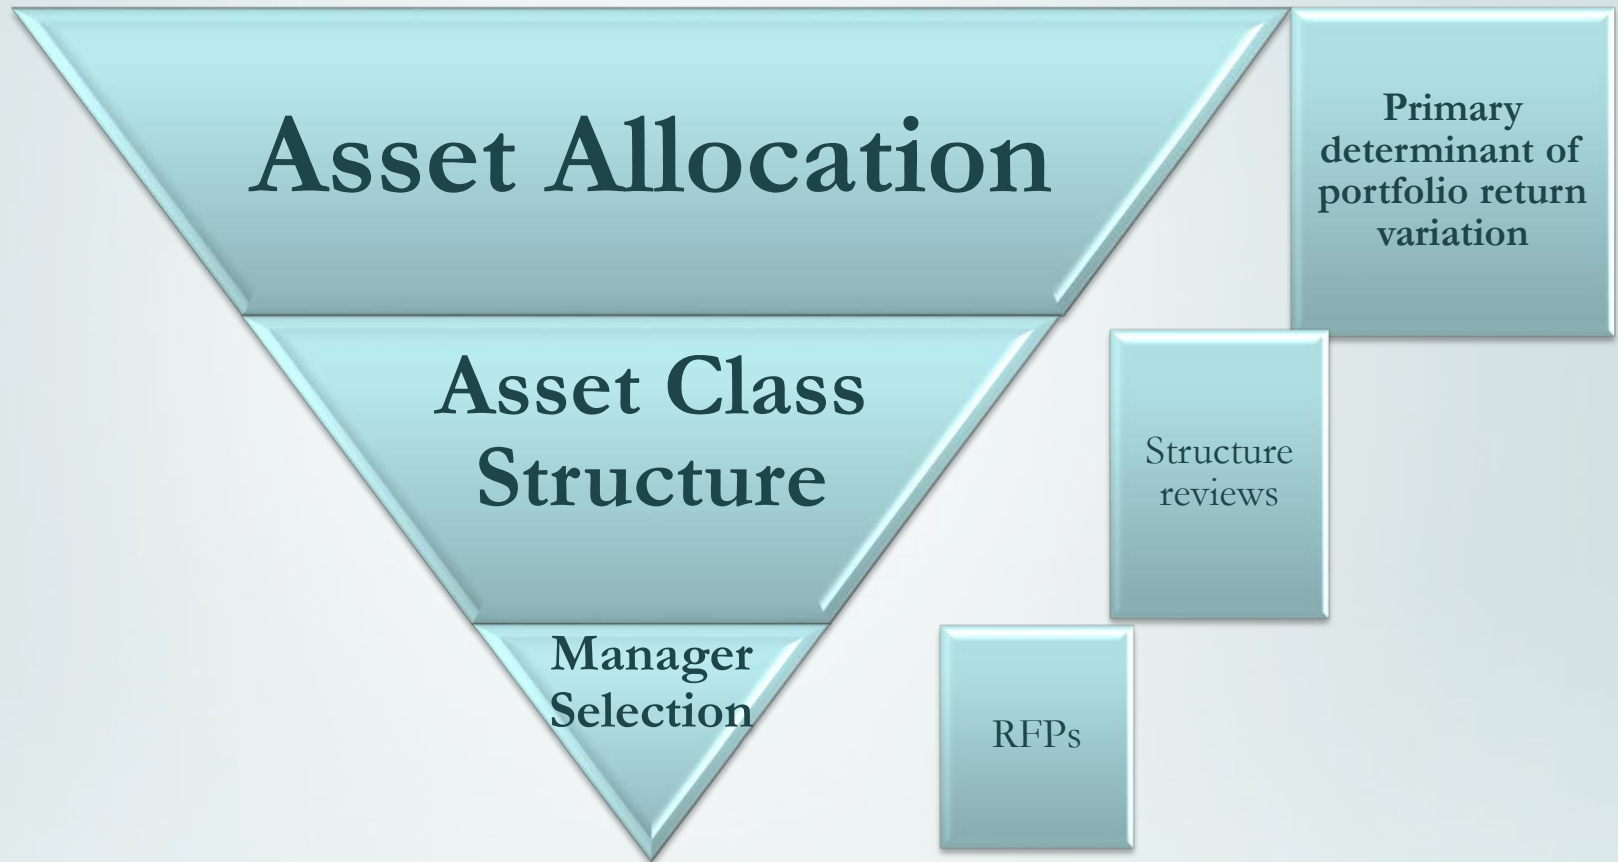 Asset Allocation
Primary
determinant of
portfolio return
variation
Asset Class
Structure
Structure
reviews
Manager
Selection
RFPs